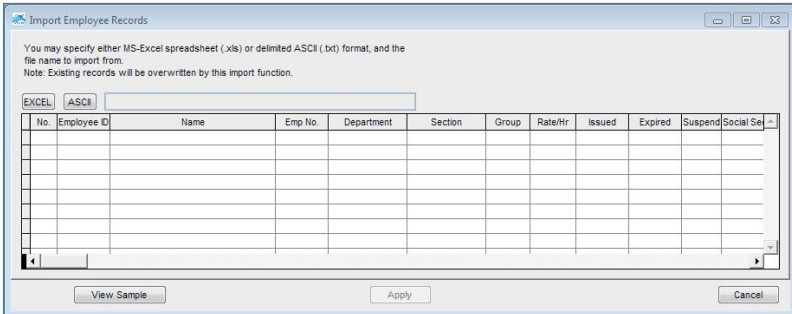 Import Employee Records
You may specify either MS-Excel spreadsheet (.xls) or delimited ASCII (.txt) format, and the
file name to import from.
Note: Existing records will be overwritten by this import function.
EXCEL ASCII
No. Employee ID Name Emp No. Department Section Group Rate/Hr Issued Expired Suspend Social Sec
View Sample Apply Cancel